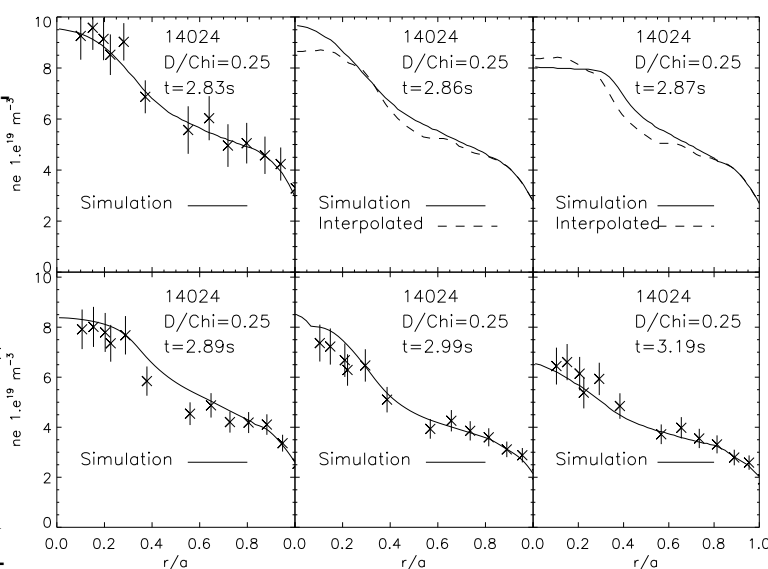 14024
D/Chi=0.25
t=2.83s
Simulation
14024
D/Chi=0.25
t=2.86s
Simulation
Interpolated
14024
D/Chi=0.25
t=2.87s
Simulation
Interpolated
10
8
6
4
2
0
ne 1.e¹⁹ m⁻³
14024
D/Chi=0.25
t=2.89s
Simulation
14024
D/Chi=0.25
t=2.99s
Simulation
14024
D/Chi=0.25
t=3.19s
Simulation
10
8
6
4
2
0
ne 1.e¹⁹ m⁻³
0.0 0.2 0.4 0.6 0.8 0.0 0.2 0.4 0.6 0.8 0.0 0.2 0.4 0.6 0.8 1.0
r/a r/a r/a